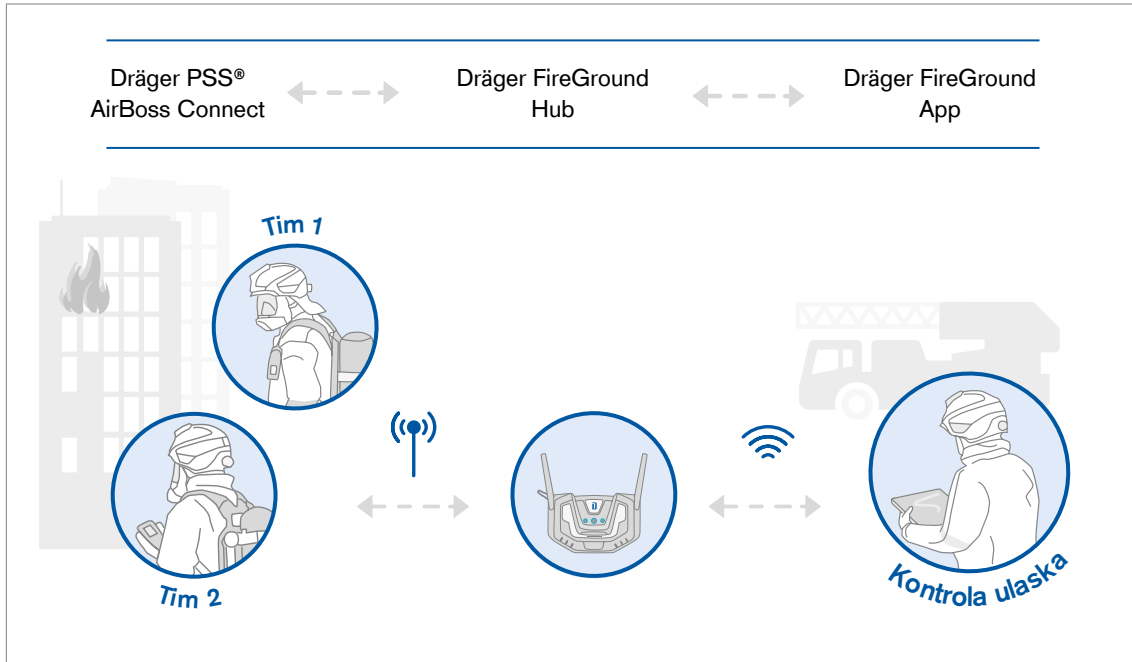 Dräger PSS®
AirBoss Connect
Dräger FireGround
Hub
Dräger FireGround
App
Tim 1
Tim 2
Kontrola ulaska